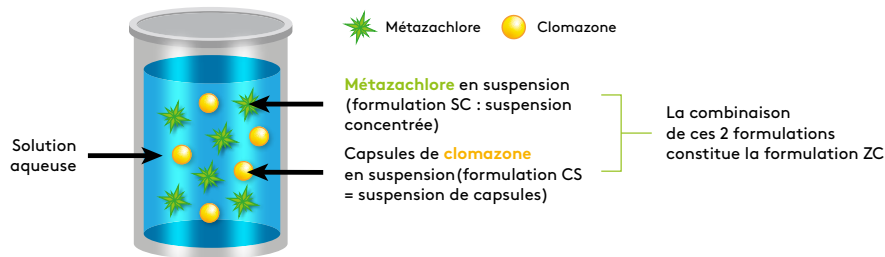 Métazachlore
Clomazone
Métazachlore en suspension
(formulation SC : suspension
concentrée)
Solution
aqueuse
Capsules de clomazone
en suspension(formulation CS
= suspension de capsules)
La combinaison
de ces 2 formulations
constitue la formulation ZC